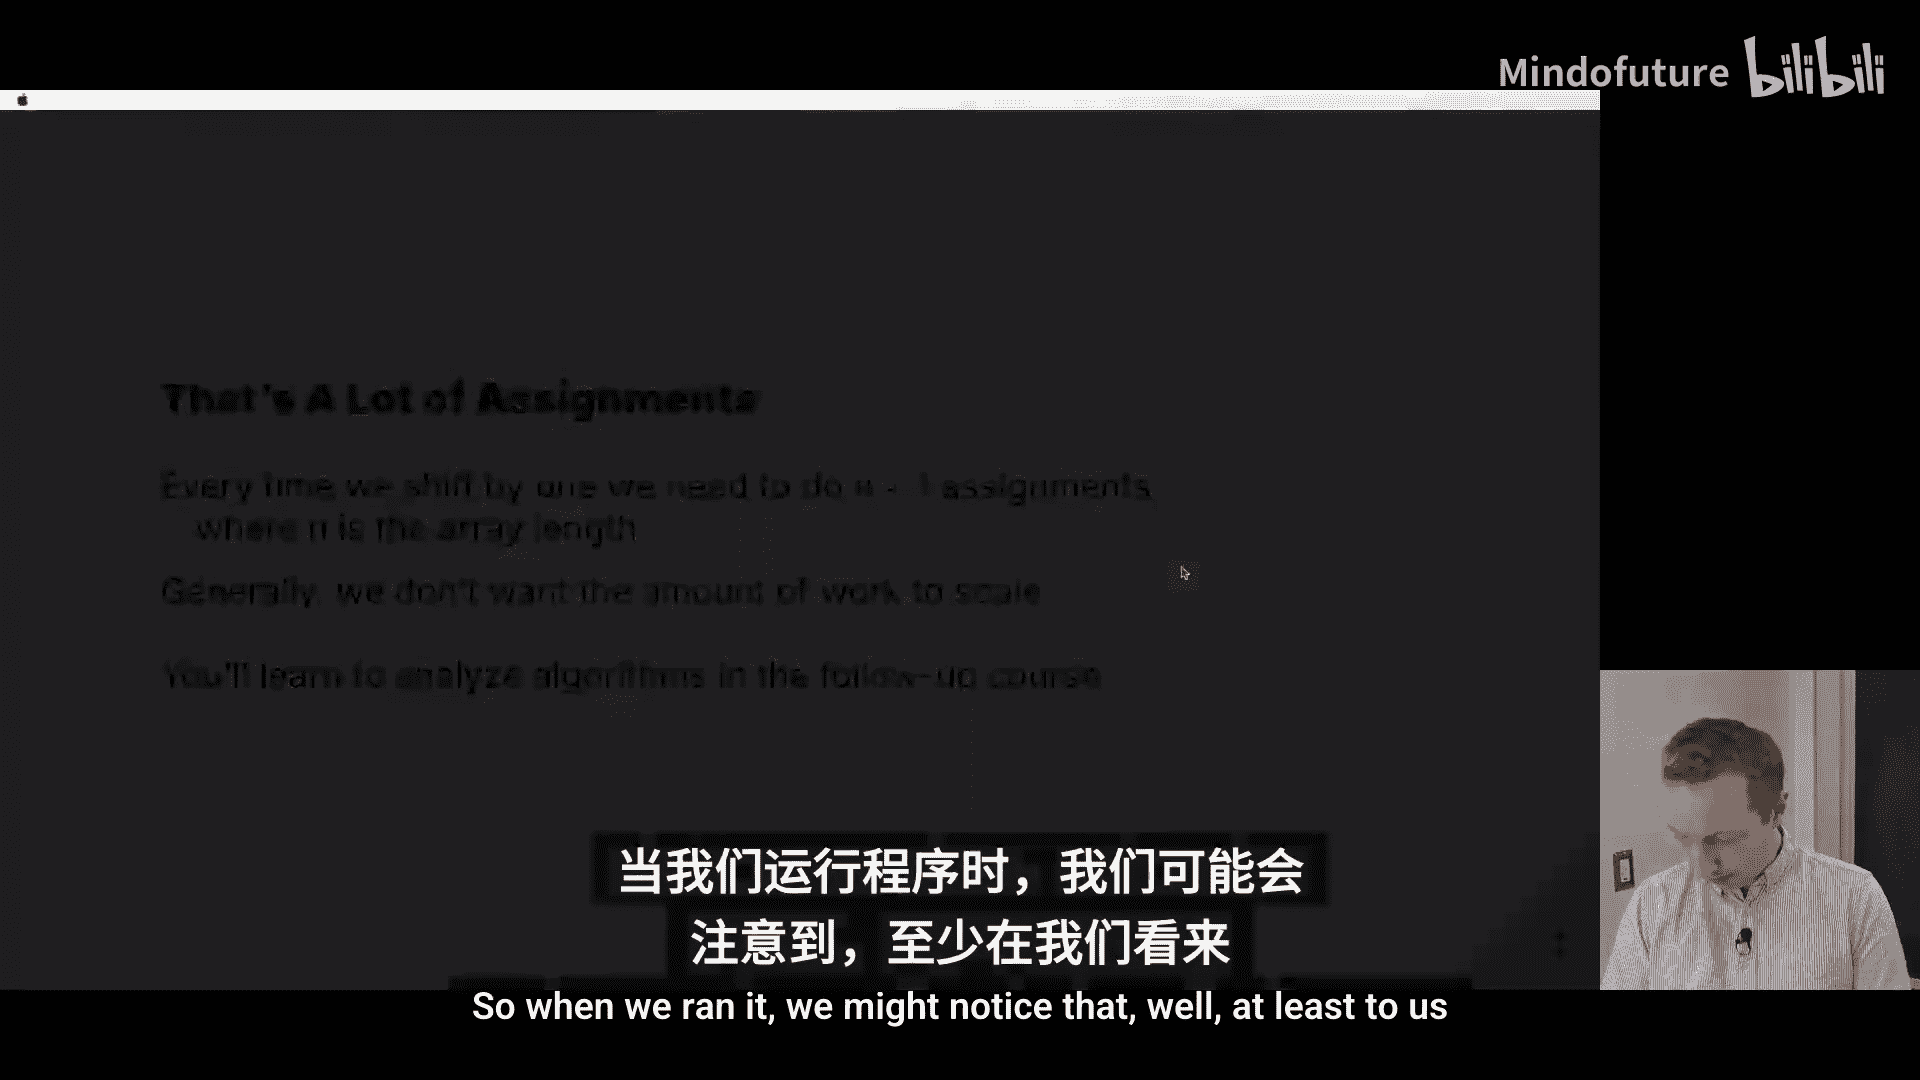 Mindofuture bilibili
That's A Lot of Assignments
Every time we shift by one we need to do n - 1 assignments
where n is the array length
Generally, we don't want the amount of work to scale
You'll learn to analyze algorithms in the follow-up course
当我们运行程序时，我们可能会
注意到，至少在我们看来
So when we ran it, we might notice that, well, at least to us